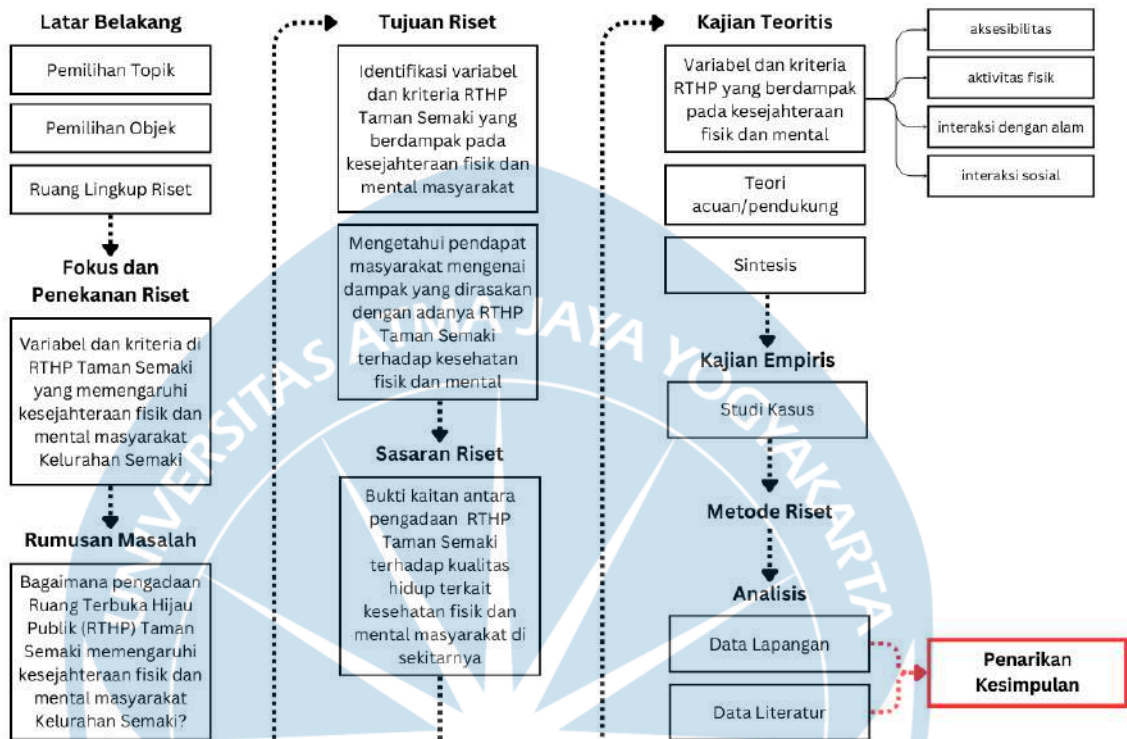 Latar Belakang
Pemilihan Topik
Pemilihan Objek
Ruang Lingkup Riset
Fokus dan
Penekanan Riset
Variabel dan kriteria di
RTHP Taman Semaki
yang memengaruhi
kesejahteraan fisik dan
mental masyarakat
Kelurahan Semaki
Rumusan Masalah
Bagaimana pengadaan
Ruang Terbuka Hijau
Publik (RTHP) Taman
Semaki memengaruhi
kesejahteraan fisik dan
mental masyarakat
Kelurahan Semaki?
Tujuan Riset
Identifikasi variabel
dan kriteria RTHP
Taman Semaki yang
berdampak pada
kesejahteraan fisik dan
mental masyarakat
Mengetahui pendapat
masyarakat mengenai
dampak yang dirasakan
dengan adanya RTHP
Taman Semaki
terhadap kesehatan
fisik dan mental
Sasaran Riset
Bukti kaitan antara
pengadaan RTHP
Taman Semaki
terhadap kualitas
hidup terkait
kesehatan fisik dan
mental masyarakat di
sekitarnya
Kajian Teoritis
Variabel dan kriteria
RTHP yang berdampak
pada kesejahteraan
fisik dan mental
aksesibilitas
aktivitas fisik
interaksi dengan alam
interaksi sosial
Teori
acuan/pendukung
Sintesis
Kajian Empiris
Studi Kasus
Metode Riset
Analisis
Data Lapangan
Data Literatur
Penarikan
Kesimpulan
UNIVERSITAS ATMA JAYA YOGYAKARTA